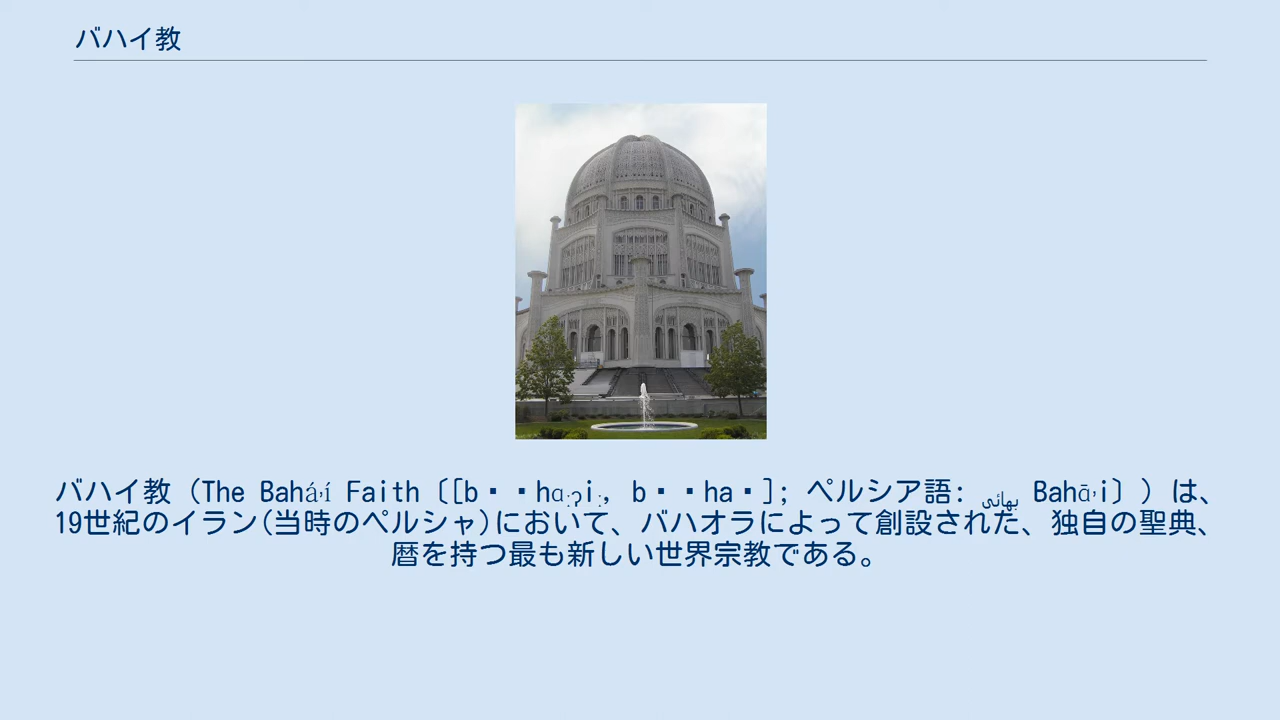 バハイ教
バハイ教（The Bahá'í Faith〔[b▪▪hɑːʔiː, b▪▪ha▪]; ペルシア語: بهائی Bahā'i〕）は、
19世紀のイラン(当時のペルシャ)において、バハオラによって創設された、独自の聖典、
暦を持つ最も新しい世界宗教である。